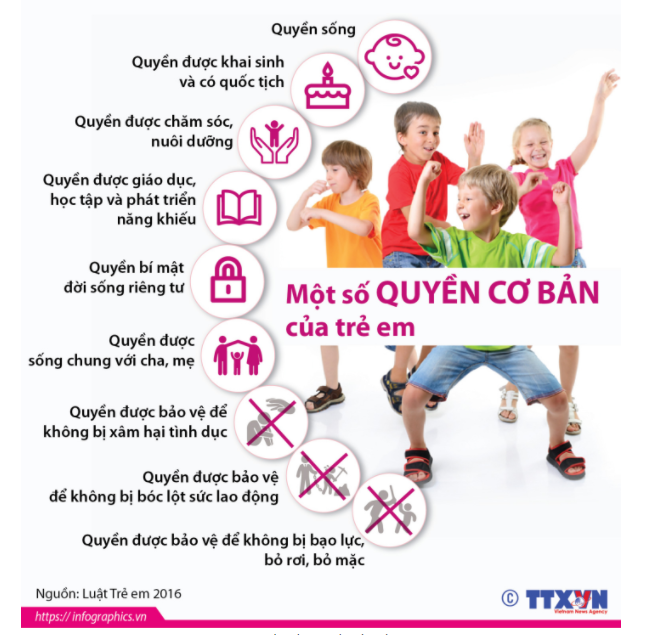 Quyền sống
Quyền được khai sinh
và có quốc tịch
Quyền được chăm sóc,
nuôi dưỡng
Quyền được giáo dục,
học tập và phát triển
năng khiếu
Quyền bí mật
đời sống riêng tư
Một số QUYỀN CƠ BẢN
của trẻ em
Quyền được
sống chung với cha, mẹ
Quyền được bảo vệ để
không bị xâm hại tình dục
Quyền được bảo vệ
để không bị bóc lột sức lao động
Quyền được bảo vệ để không bị bạo lực,
bỏ rơi, bỏ mặc
Nguồn: Luật Trẻ em 2016
© TTXVN
Vietnam News Agency
https://infographics.vn